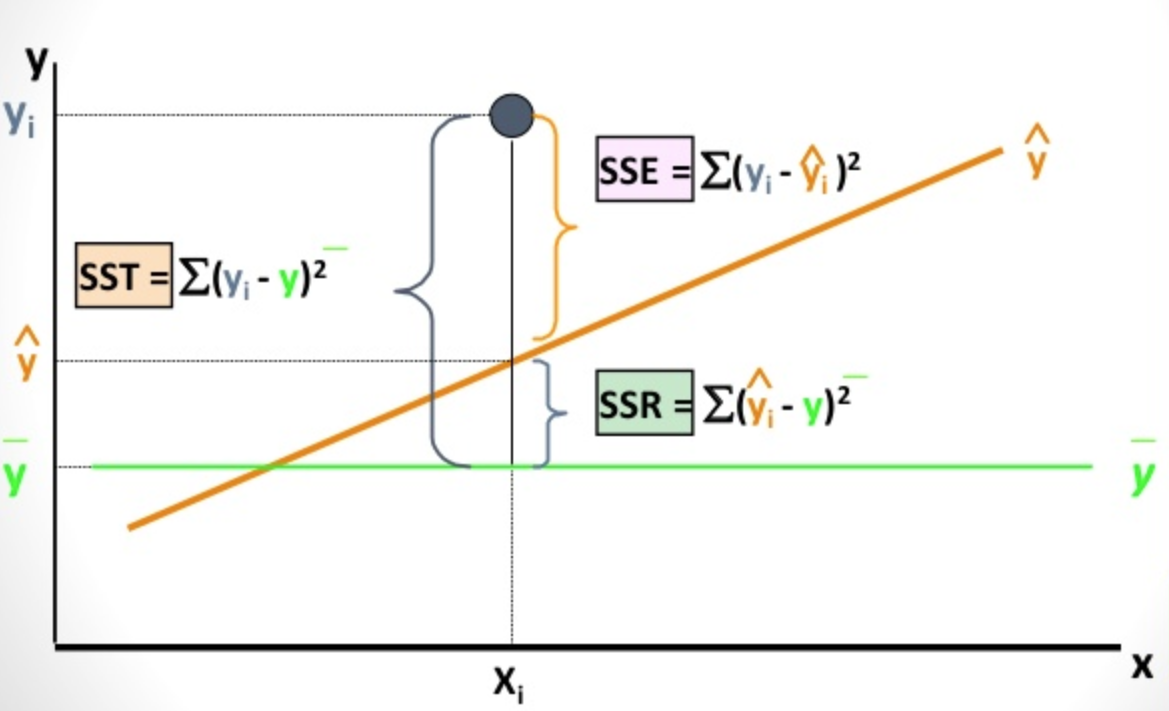 y
yᵢ
SSE = Σ(yᵢ - ŷᵢ)²
ŷ
SST = Σ(yᵢ - y̅)²
ŷ
SSR = Σ(ŷᵢ - y̅)²
y̅
y̅
x
Xᵢ